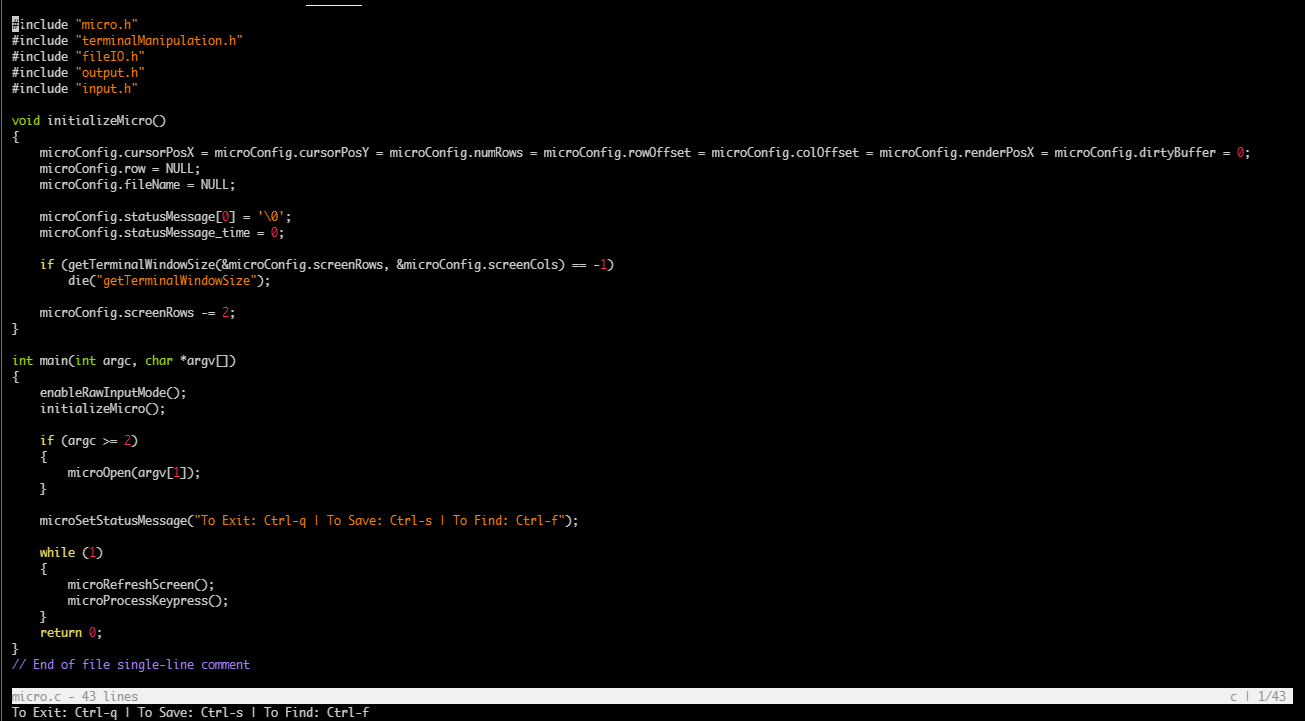 #include "micro.h"
#include "terminalManipulation.h"
#include "fileIO.h"
#include "output.h"
#include "input.h"

void initializeMicro()
{
    microConfig.cursorPosX = microConfig.cursorPosY = microConfig.numRows = microConfig.rowOffset = microConfig.colOffset = microConfig.renderPosX = microConfig.dirtyBuffer = 0;
    microConfig.row = NULL;
    microConfig.fileName = NULL;

    microConfig.statusMessage[0] = '\0';
    microConfig.statusMessage_time = 0;

    if (getTerminalWindowSize(&microConfig.screenRows, &microConfig.screenCols) == -1)
        die("getTerminalWindowSize");

    microConfig.screenRows -= 2;
}

int main(int argc, char *argv[])
{
    enableRawInputMode();
    initializeMicro();

    if (argc >= 2)
    {
        microOpen(argv[1]);
    }

    microSetStatusMessage("To Exit: Ctrl-q | To Save: Ctrl-s | To Find: Ctrl-f");

    while (1)
    {
        microRefreshScreen();
        microProcessKeypress();
    }
    return 0;
}
// End of file single-line comment

micro.c - 43 lines c | 1/43
To Exit: Ctrl-q | To Save: Ctrl-s | To Find: Ctrl-f